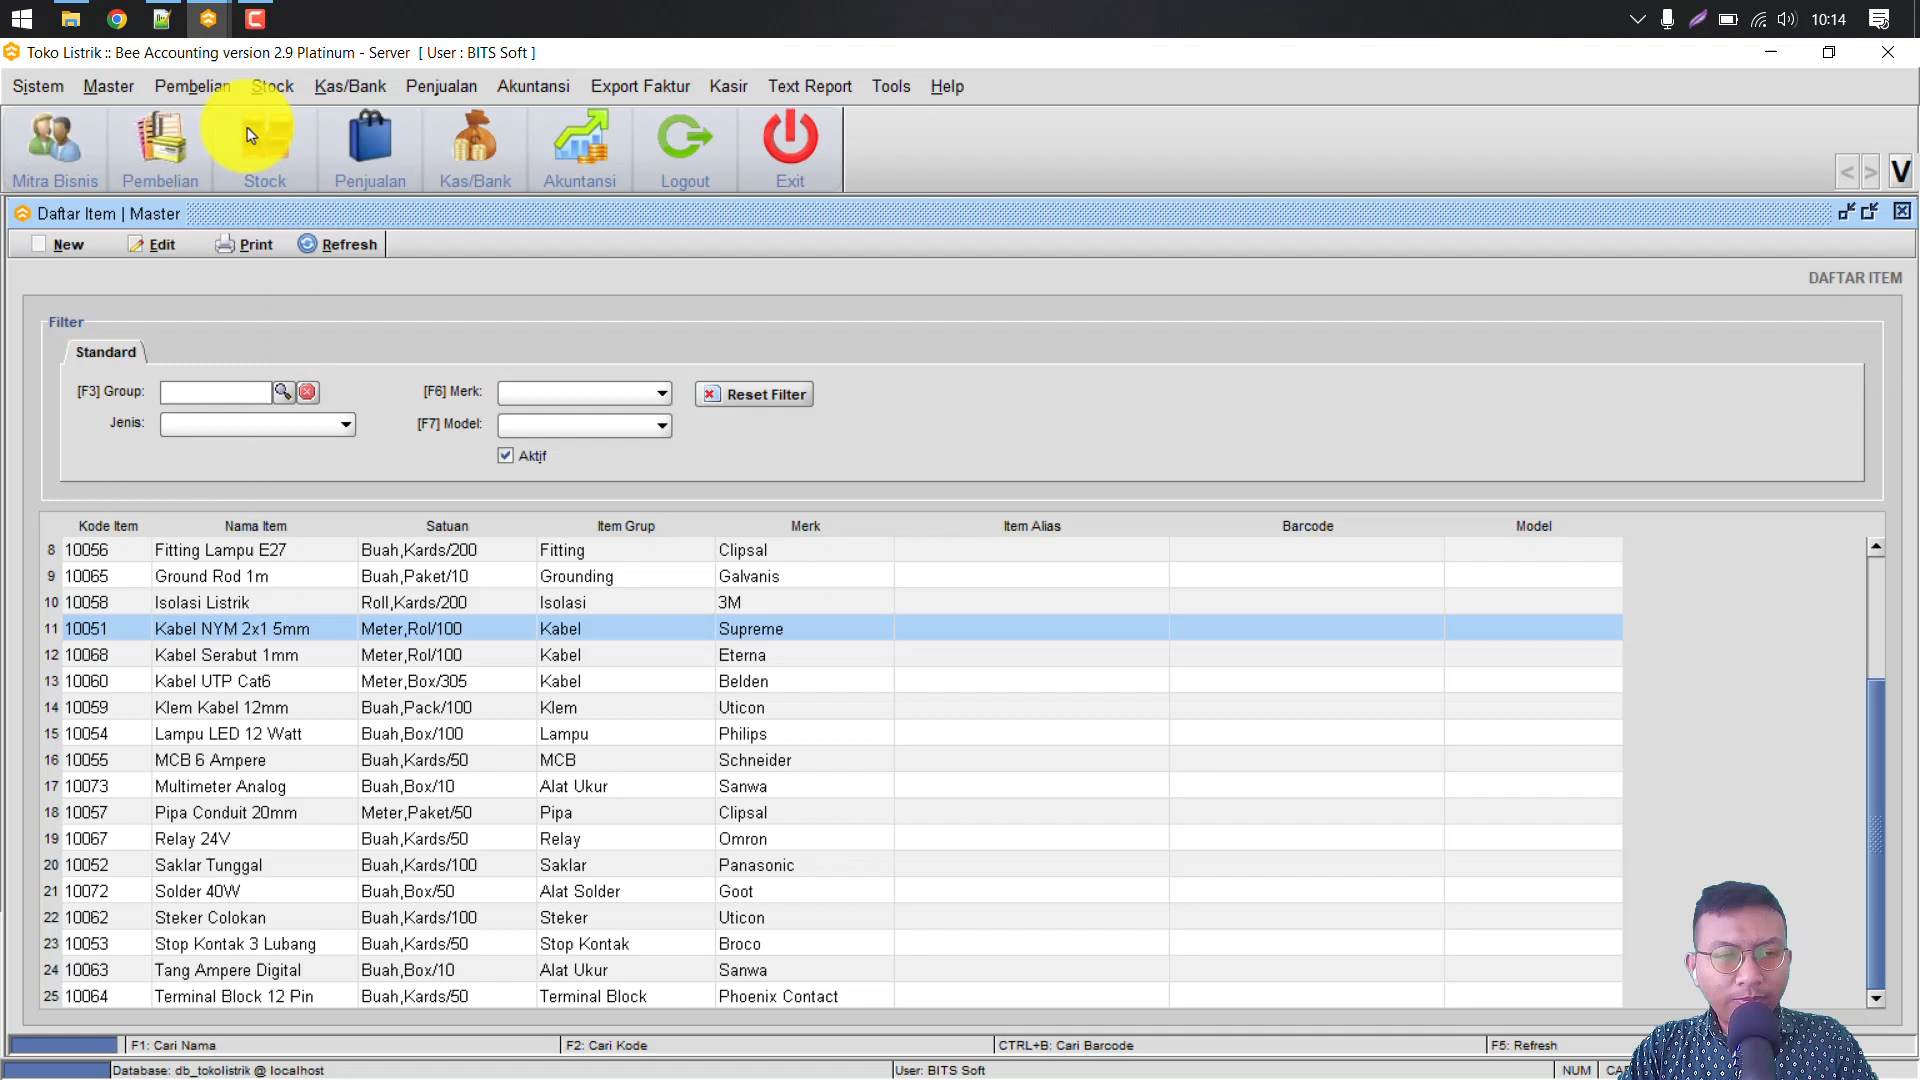 10:14
Toko Listrik :: Bee Accounting version 2.9 Platinum - Server [ User : BITS Soft ]
Sistem Master Pembelian Stock Kas/Bank Penjualan Akuntansi Export Faktur Kasir Text Report Tools Help
Mitra Bisnis Pembelian Stock Penjualan Kas/Bank Akuntansi Logout Exit
< > V
Daftar Item | Master
New Edit Print Refresh
DAFTAR ITEM
Filter
Standard
[F3] Group: [F6] Merk: Reset Filter
Jenis: [F7] Model:
Aktif
Kode Item Nama Item Satuan Item Grup Merk Item Alias Barcode Model
8 10056 Fitting Lampu E27 Buah,Kards/200 Fitting Clipsal
9 10065 Ground Rod 1m Buah,Paket/10 Grounding Galvanis
10 10058 Isolasi Listrik Roll,Kards/200 Isolasi 3M
11 10051 Kabel NYM 2x1 5mm Meter,Rol/100 Kabel Supreme
12 10068 Kabel Serabut 1mm Meter,Rol/100 Kabel Eterna
13 10060 Kabel UTP Cat6 Meter,Box/305 Kabel Belden
14 10059 Klem Kabel 12mm Buah,Pack/100 Klem Uticon
15 10054 Lampu LED 12 Watt Buah,Box/100 Lampu Philips
16 10055 MCB 6 Ampere Buah,Kards/50 MCB Schneider
17 10073 Multimeter Analog Buah,Box/10 Alat Ukur Sanwa
18 10057 Pipa Conduit 20mm Meter,Paket/50 Pipa Clipsal
19 10067 Relay 24V Buah,Kards/50 Relay Omron
20 10052 Saklar Tunggal Buah,Kards/100 Saklar Panasonic
21 10072 Solder 40W Buah,Box/50 Alat Solder Goot
22 10062 Steker Colokan Buah,Kards/100 Steker Uticon
23 10053 Stop Kontak 3 Lubang Buah,Kards/50 Stop Kontak Broco
24 10063 Tang Ampere Digital Buah,Box/10 Alat Ukur Sanwa
25 10064 Terminal Block 12 Pin Buah,Kards/50 Terminal Block Phoenix Contact
F1: Cari Nama F2: Cari Kode CTRL+B: Cari Barcode F5: Refresh
Database: db_tokolistrik @ localhost User: BITS Soft NUM